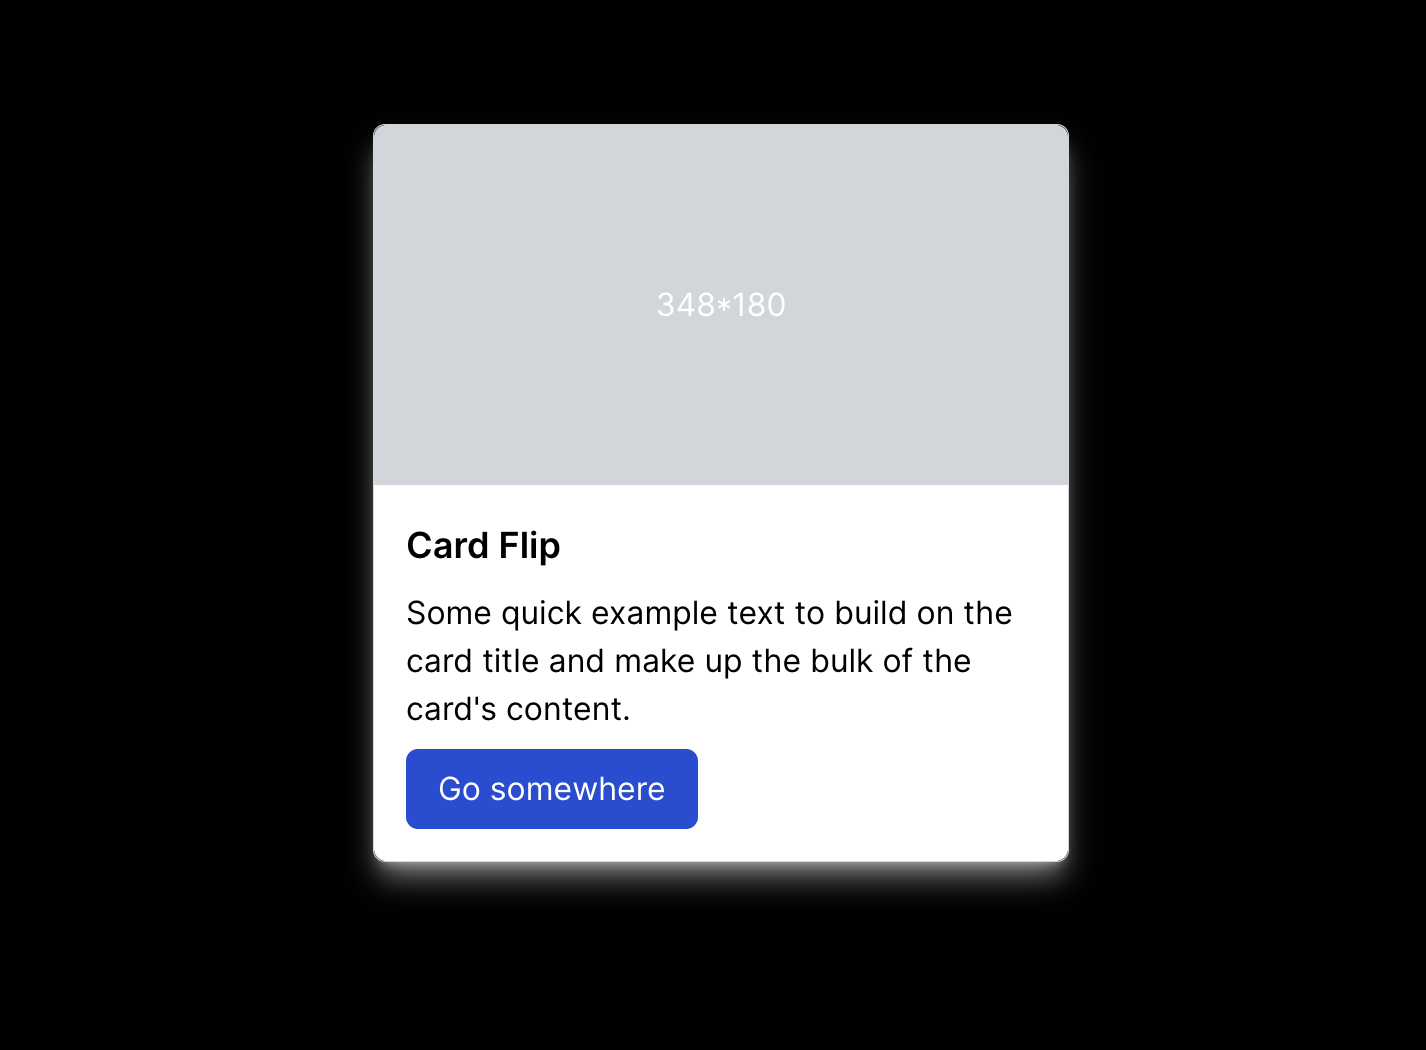 348*180
Card Flip
Some quick example text to build on the
card title and make up the bulk of the
card's content.
Go somewhere